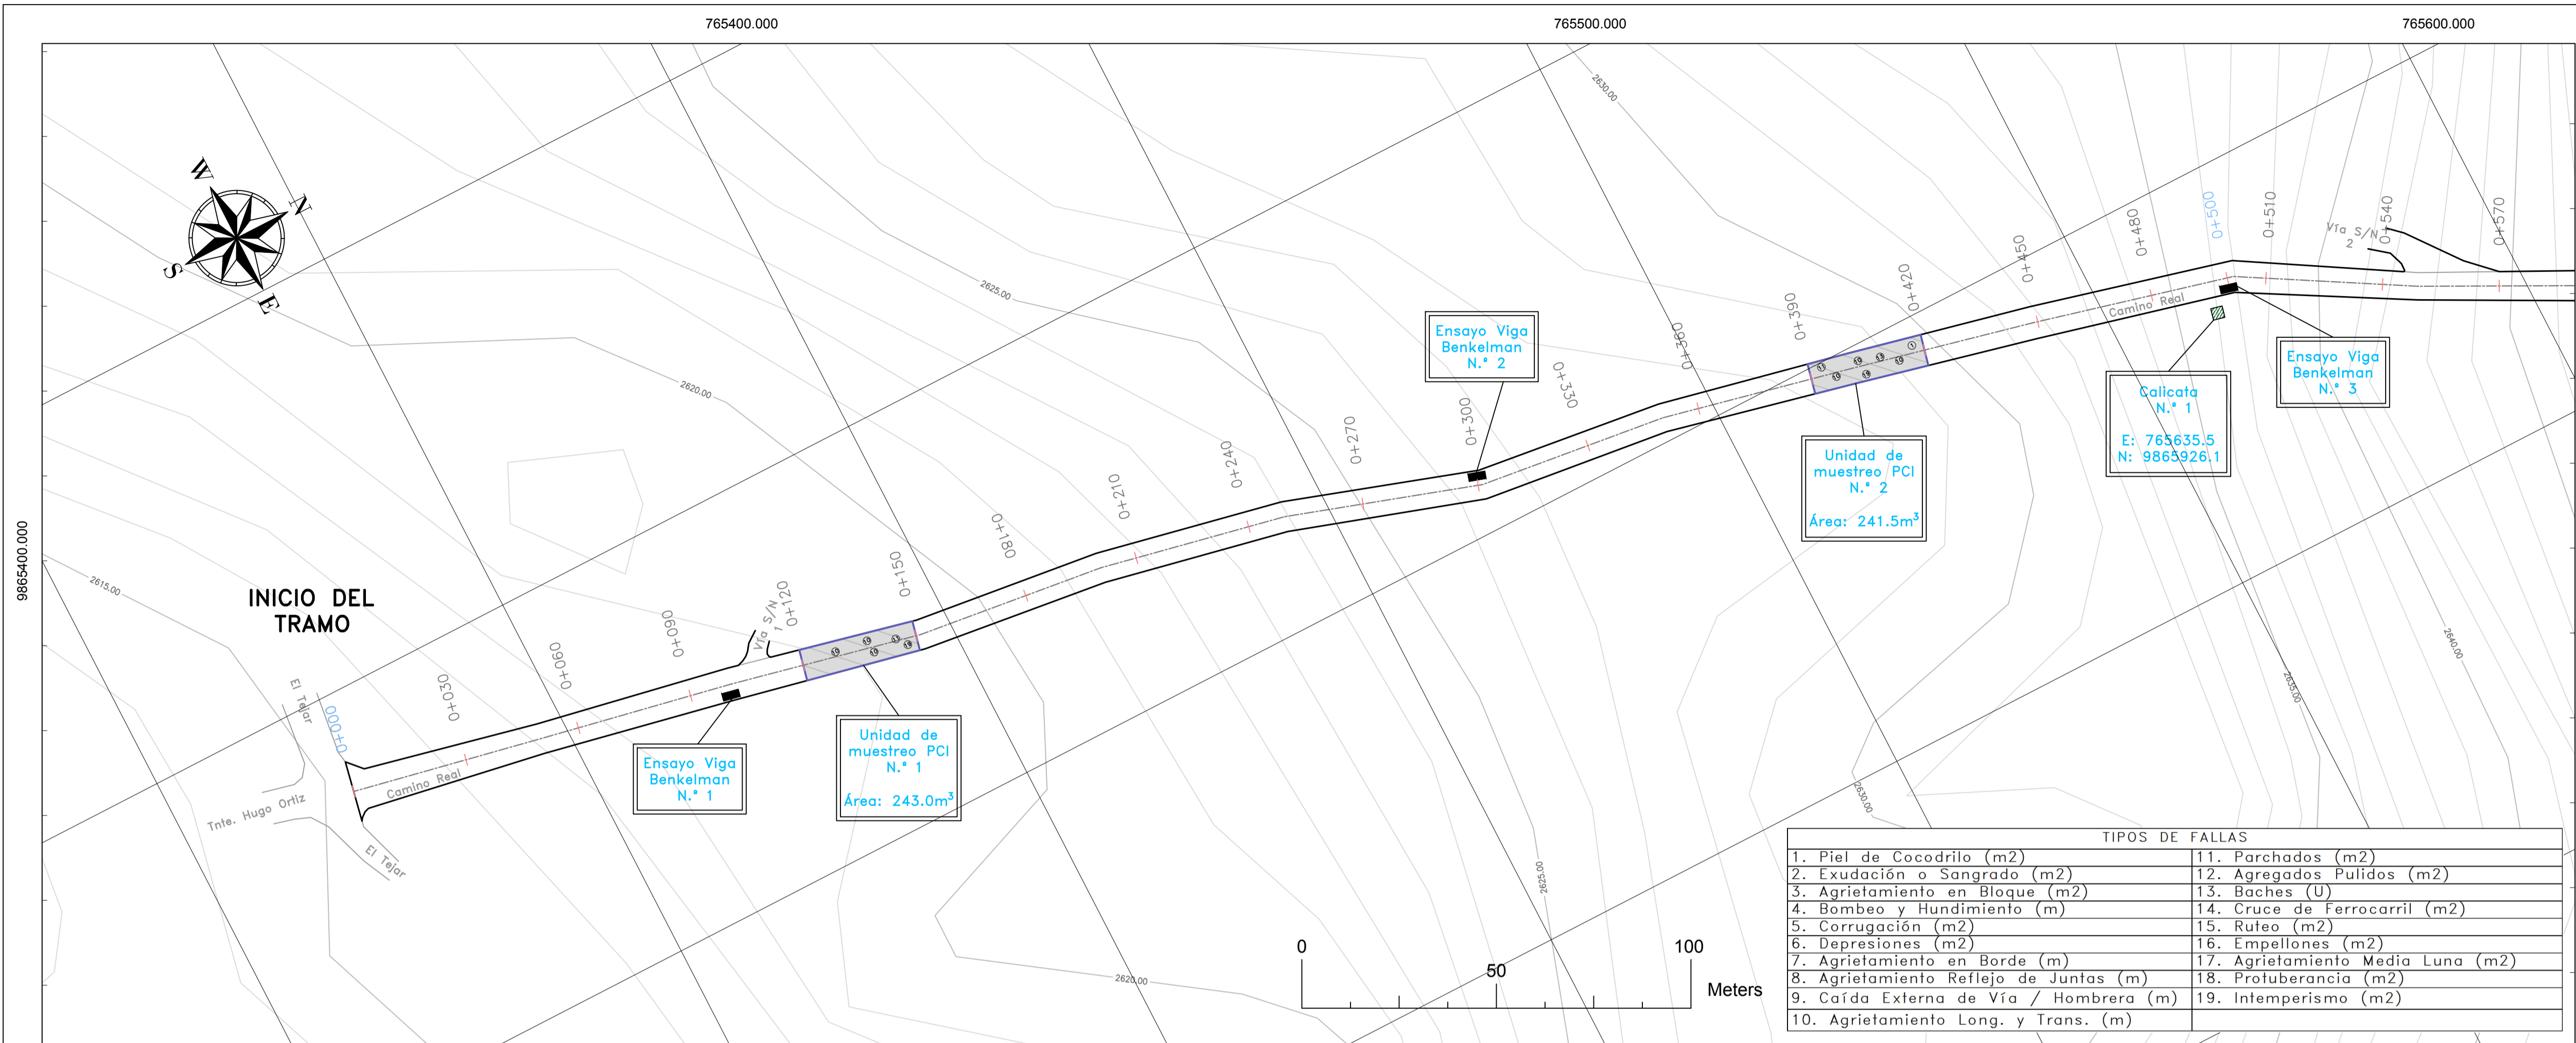 765400.000
765500.000
765600.000
9865400.000
W
N
S
E
INICIO DEL
TRAMO
El Tejar
Tnte. Hugo Ortiz
El Tejar
Camino Real
Camino Real
Vía S/N
1
Vía S/N
2
0+000
0+030
0+060
0+090
0+120
0+150
0+180
0+210
0+240
0+270
0+300
0+330
0+360
0+390
0+420
0+450
0+480
0+500
0+510
0+540
0+570
2615.00
2620.00
2625.00
2630.00
2620.00
2625.00
2630.00
2635.00
2640.00
Ensayo Viga
Benkelman
N.° 1
Unidad de
muestreo PCI
N.° 1
Área: 243.0m³
Ensayo Viga
Benkelman
N.° 2
Unidad de
muestreo PCI
N.° 2
Área: 241.5m³
Calicata
N.° 1
E: 765635.5
N: 9865926.1
Ensayo Viga
Benkelman
N.° 3
0
50
100
Meters
TIPOS DE FALLAS
1. Piel de Cocodrilo (m2)
11. Parchados (m2)
2. Exudación o Sangrado (m2)
12. Agregados Pulidos (m2)
3. Agrietamiento en Bloque (m2)
13. Baches (U)
4. Bombeo y Hundimiento (m)
14. Cruce de Ferrocarril (m2)
5. Corrugación (m2)
15. Ruteo (m2)
6. Depresiones (m2)
16. Empellones (m2)
7. Agrietamiento en Borde (m)
17. Agrietamiento Media Luna (m2)
8. Agrietamiento Reflejo de Juntas (m)
18. Protuberancia (m2)
9. Caída Externa de Vía / Hombrera (m)
19. Intemperismo (m2)
10. Agrietamiento Long. y Trans. (m)